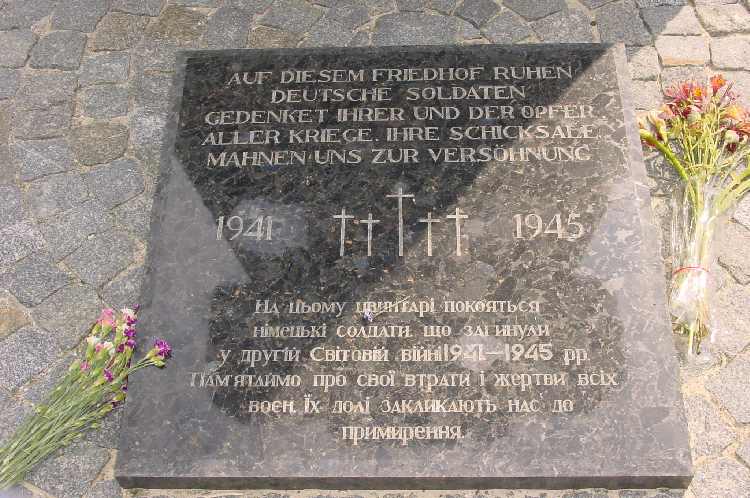 AUF DIESEM FRIEDHOF RUHEN
DEUTSCHE SOLDATEN
GEDENKET IHRER UND DER OPFER
ALLER KRIEGE. IHRE SCHICKSALE
MAHNEN UNS ZUR VERSÖHNUNG
1941 1945
На цьому цвинтарі покояться
німецькі солдати, що загинули
у другій Світовій війні 1941–1945 рр.
Пам'ятаймо про свої втрати і жертви всіх
воєн. Їх долі закликають нас до
примирення.